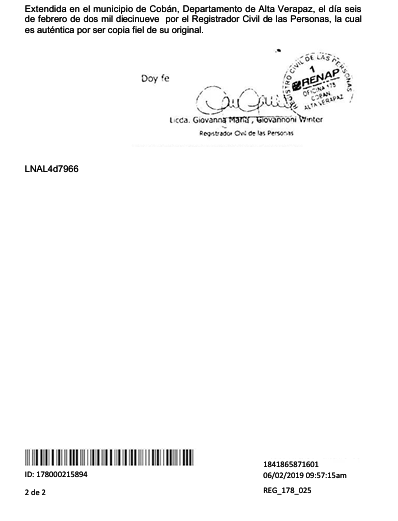 Extendida en el municipio de Cobán, Departamento de Alta Verapaz, el día seis
de febrero de dos mil diecinueve por el Registrador Civil de las Personas, la cual
es auténtica por ser copia fiel de su original.
Doy fe
REGISTRO CIVIL DE LAS PERSONAS
1
RENAP
OFICINA 178
COBAN
ALTA VERAPAZ
Licda. Giovanna Maria , Giovannoni Winter
Registrador Civil de las Personas
LNAL4d7966
ID: 178000215894
2 de 2
1841865871601
06/02/2019 09:57:15am
REG_178_025